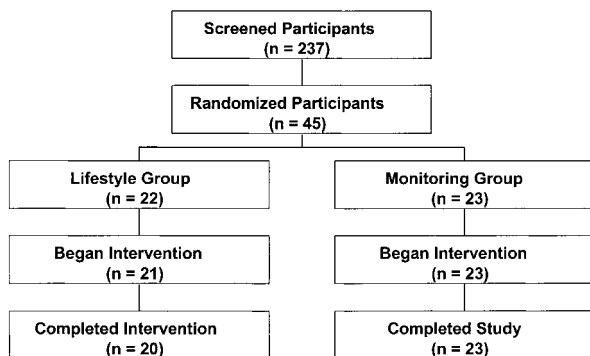 Screened Participants
(n = 237)
Randomized Participants
(n = 45)
Lifestyle Group
(n = 22)
Monitoring Group
(n = 23)
Began Intervention
(n = 21)
Began Intervention
(n = 23)
Completed Intervention
(n = 20)
Completed Study
(n = 23)